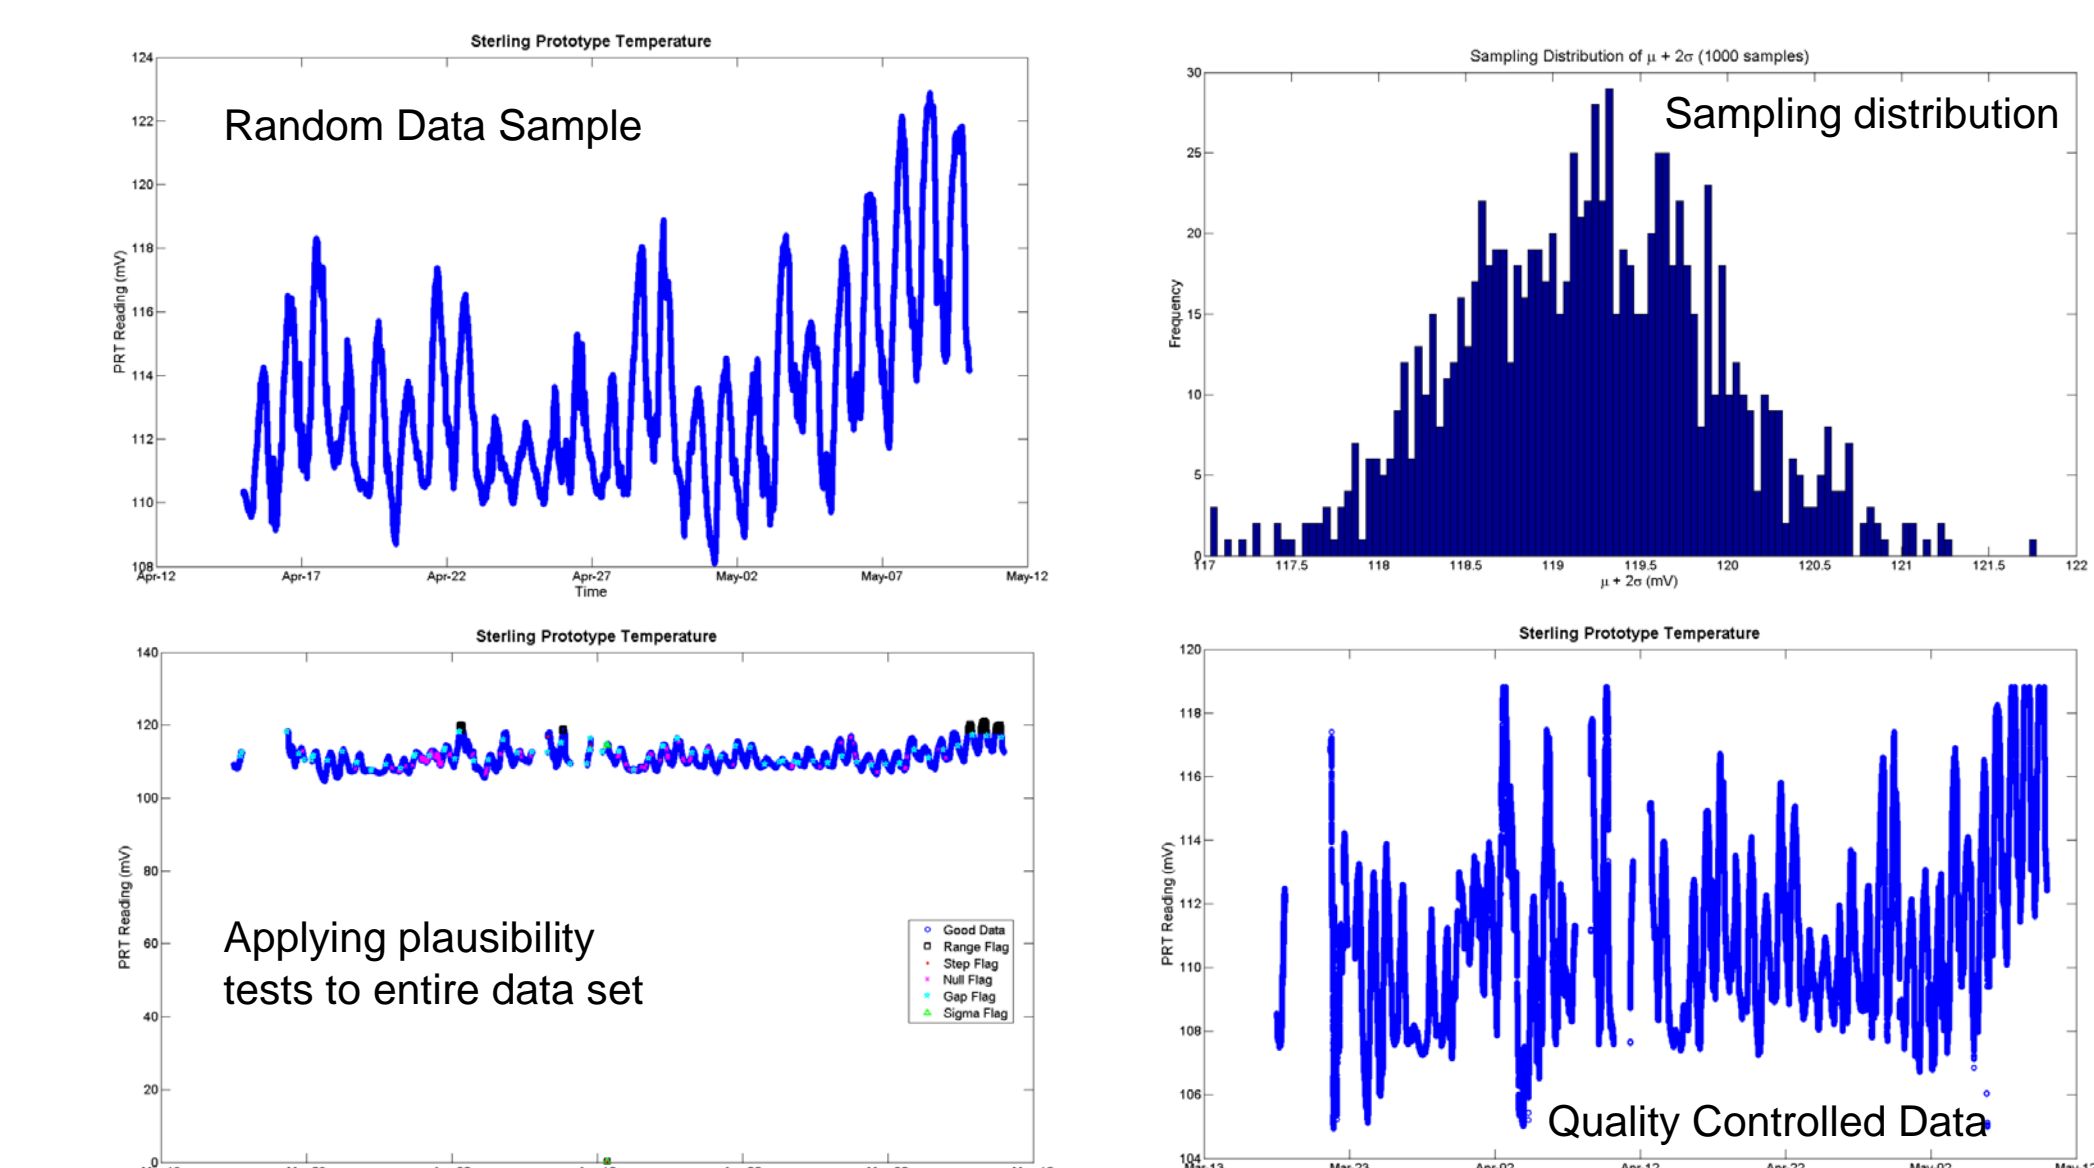 Sterling Prototype Temperature
Random Data Sample
PRT Reading (mV)
124
122
120
118
116
114
112
110
108
Apr-12 Apr-17 Apr-22 Apr-27 May-02 May-07 May-12
Time
Sampling Distribution of μ + 2σ (1000 samples)
Sampling distribution
Frequency
30
25
20
15
10
5
0
117 117.5 118 118.5 119 119.5 120 120.5 121 121.5 122
μ + 2σ (mV)
Sterling Prototype Temperature
PRT Reading (mV)
140
120
100
80
60
40
20
0
Applying plausibility
tests to entire data set
Good Data
Range Flag
Step Flag
Null Flag
Gap Flag
Sigma Flag
Sterling Prototype Temperature
PRT Reading (mV)
120
118
116
114
112
110
108
106
104
Quality Controlled Data
Mar-13 Mar-23 Apr-02 Apr-12 Apr-22 May-02 May-12